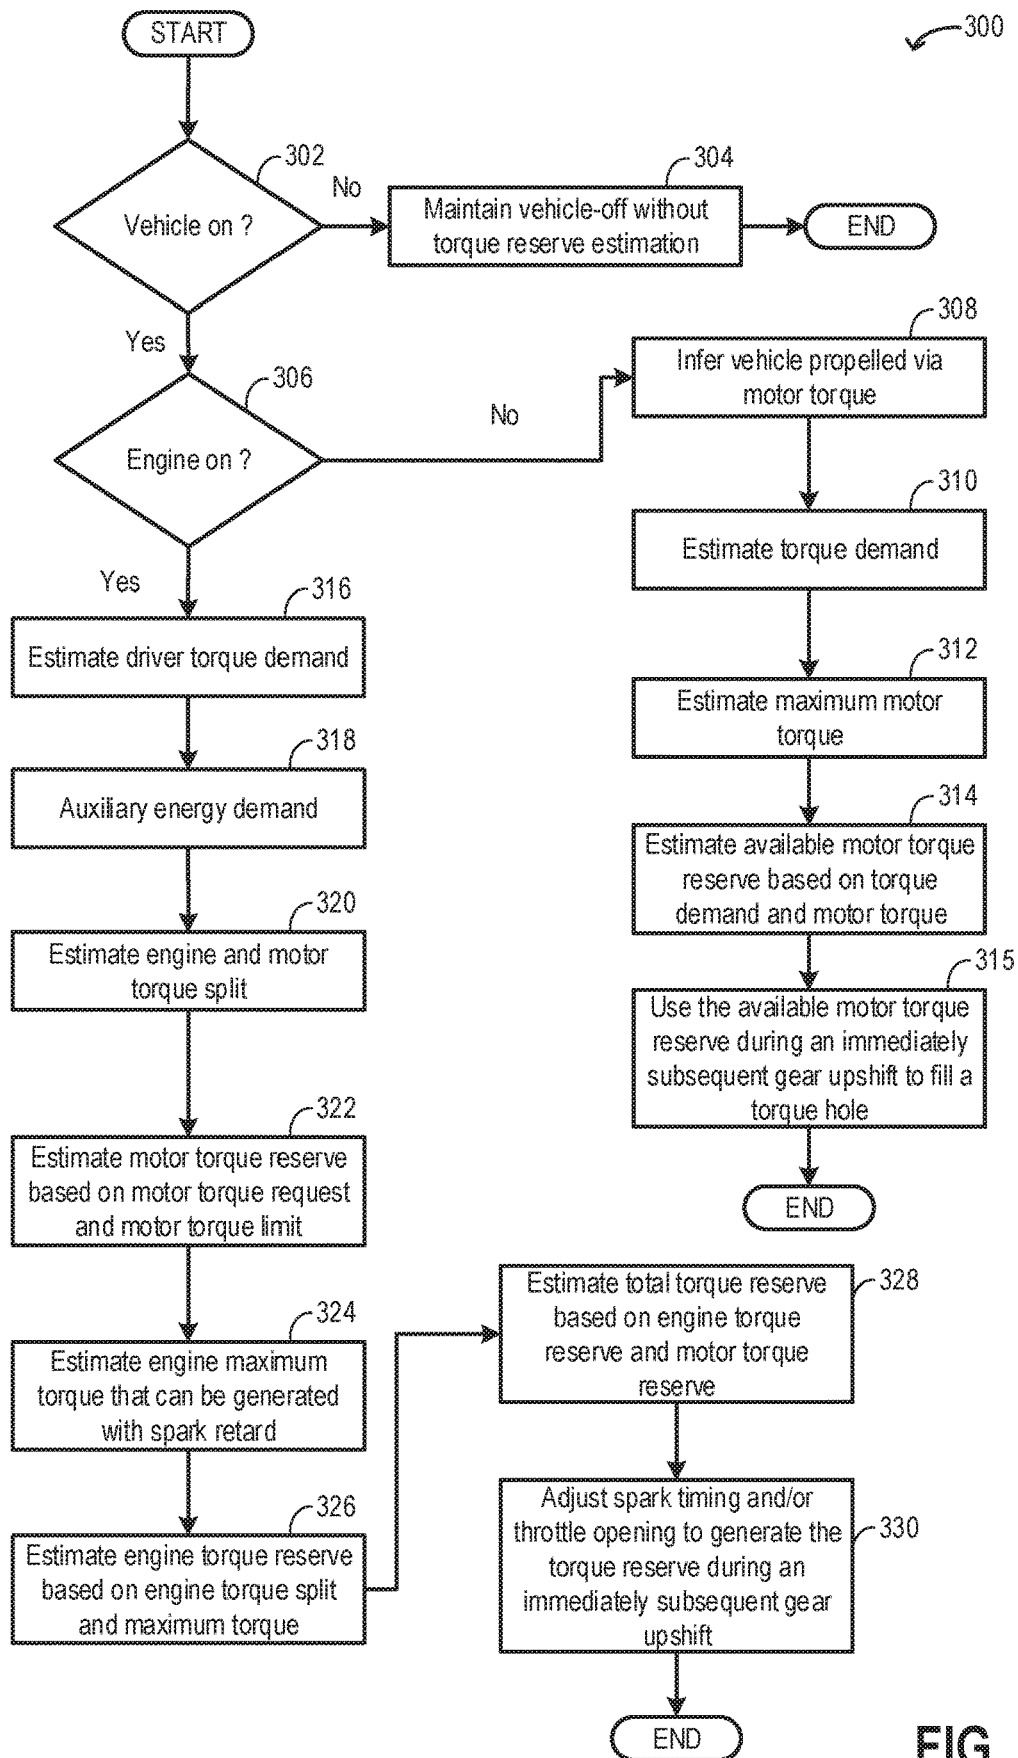 START
300
302
Vehicle on ?
No
304
Maintain vehicle-off without
torque reserve estimation
END
Yes
306
Engine on ?
No
308
Infer vehicle propelled via
motor torque
310
Estimate torque demand
312
Estimate maximum motor
torque
314
Estimate available motor torque
reserve based on torque
demand and motor torque
315
Use the available motor torque
reserve during an immediately
subsequent gear upshift to fill a
torque hole
END
Yes
316
Estimate driver torque demand
318
Auxiliary energy demand
320
Estimate engine and motor
torque split
322
Estimate motor torque reserve
based on motor torque request
and motor torque limit
324
Estimate engine maximum
torque that can be generated
with spark retard
326
Estimate engine torque reserve
based on engine torque split
and maximum torque
328
Estimate total torque reserve
based on engine torque
reserve and motor torque
reserve
330
Adjust spark timing and/or
throttle opening to generate the
torque reserve during an
immediately subsequent gear
upshift
END
FIG